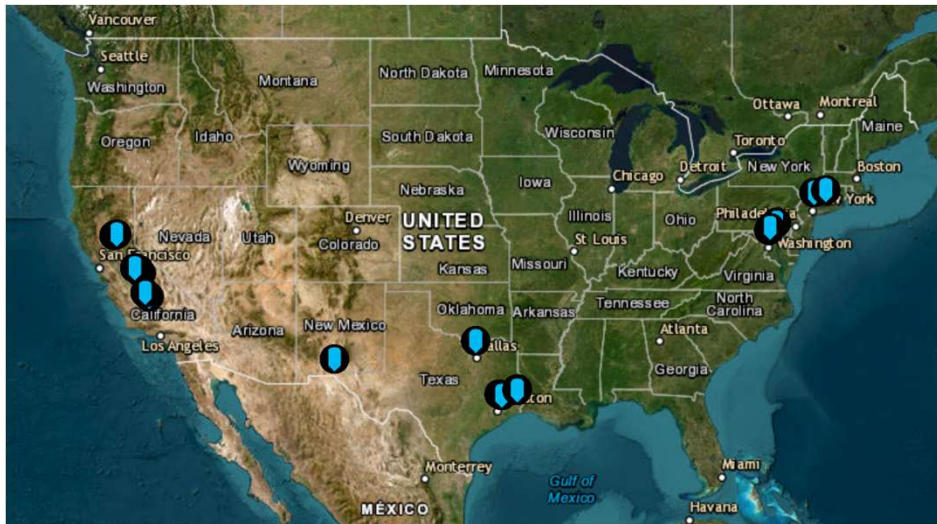 Vancouver
Seattle
Washington
Montana
North Dakota
Minnesota
Ottawa
Montreal
Maine
Oregon
Idaho
South Dakota
Wisconsin
Toronto
New York
Boston
Wyoming
Detroit
Chicago
Nebraska
Iowa
Denver
UNITED
STATES
Illinois
Ohio
Philadelphia
New York
Nevada
Utah
Colorado
St Louis
Washington
San Francisco
Kansas
Missouri
Kentucky
Virginia
California
Arizona
New Mexico
Oklahoma
Arkansas
Tennessee
North
Carolina
Los Angeles
Dallas
Atlanta
Texas
Georgia
Houston
Monterrey
Gulf of
Mexico
Miami
MÉXICO
Havana